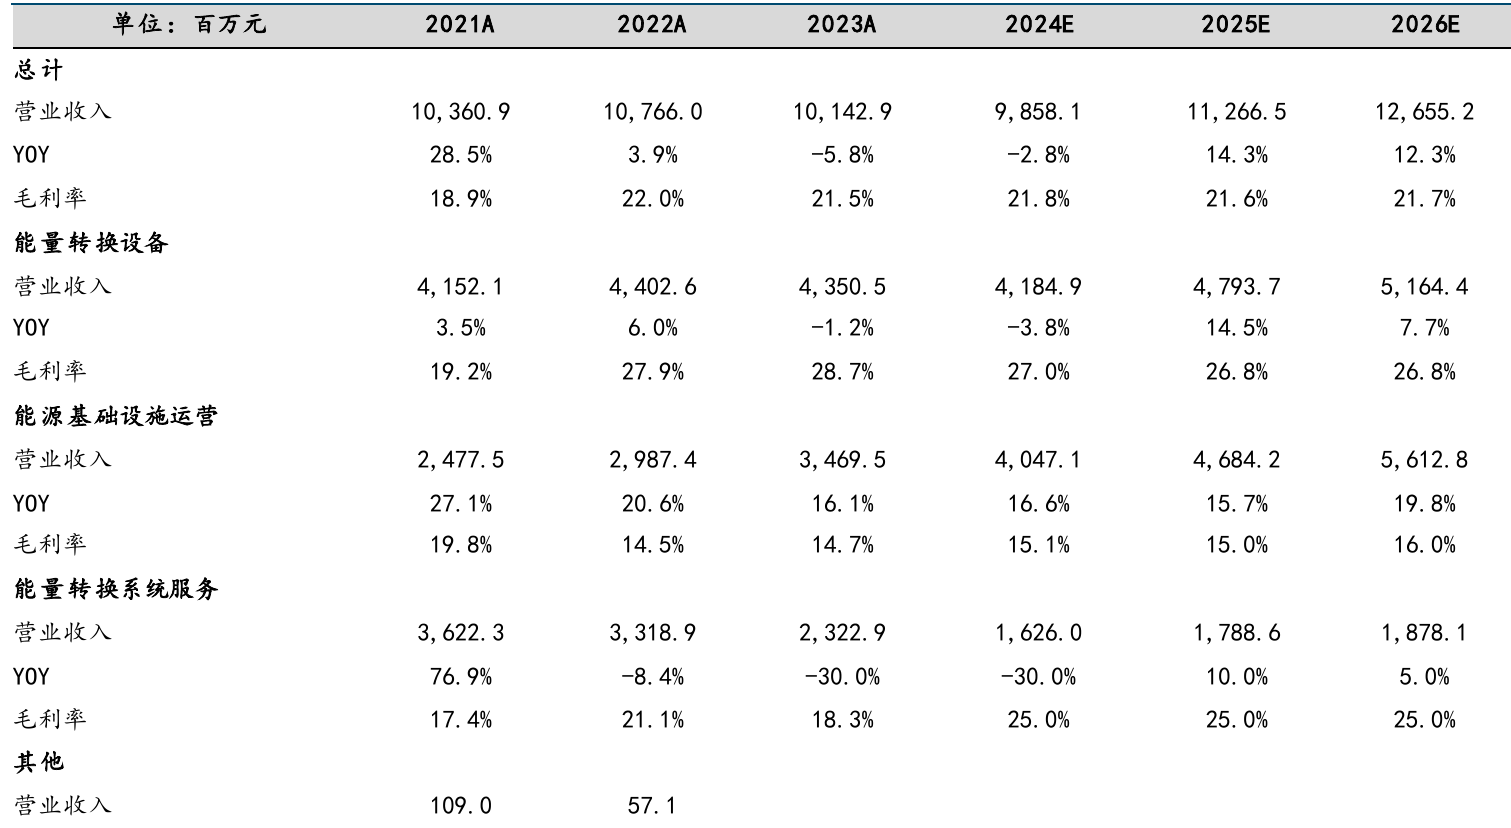 单位：百万元 2021A 2022A 2023A 2024E 2025E 2026E
总计
营业收入 10,360.9 10,766.0 10,142.9 9,858.1 11,266.5 12,655.2
YOY 28.5% 3.9% -5.8% -2.8% 14.3% 12.3%
毛利率 18.9% 22.0% 21.5% 21.8% 21.6% 21.7%
能量转换设备
营业收入 4,152.1 4,402.6 4,350.5 4,184.9 4,793.7 5,164.4
YOY 3.5% 6.0% -1.2% -3.8% 14.5% 7.7%
毛利率 19.2% 27.9% 28.7% 27.0% 26.8% 26.8%
能源基础设施运营
营业收入 2,477.5 2,987.4 3,469.5 4,047.1 4,684.2 5,612.8
YOY 27.1% 20.6% 16.1% 16.6% 15.7% 19.8%
毛利率 19.8% 14.5% 14.7% 15.1% 15.0% 16.0%
能量转换系统服务
营业收入 3,622.3 3,318.9 2,322.9 1,626.0 1,788.6 1,878.1
YOY 76.9% -8.4% -30.0% -30.0% 10.0% 5.0%
毛利率 17.4% 21.1% 18.3% 25.0% 25.0% 25.0%
其他
营业收入 109.0 57.1